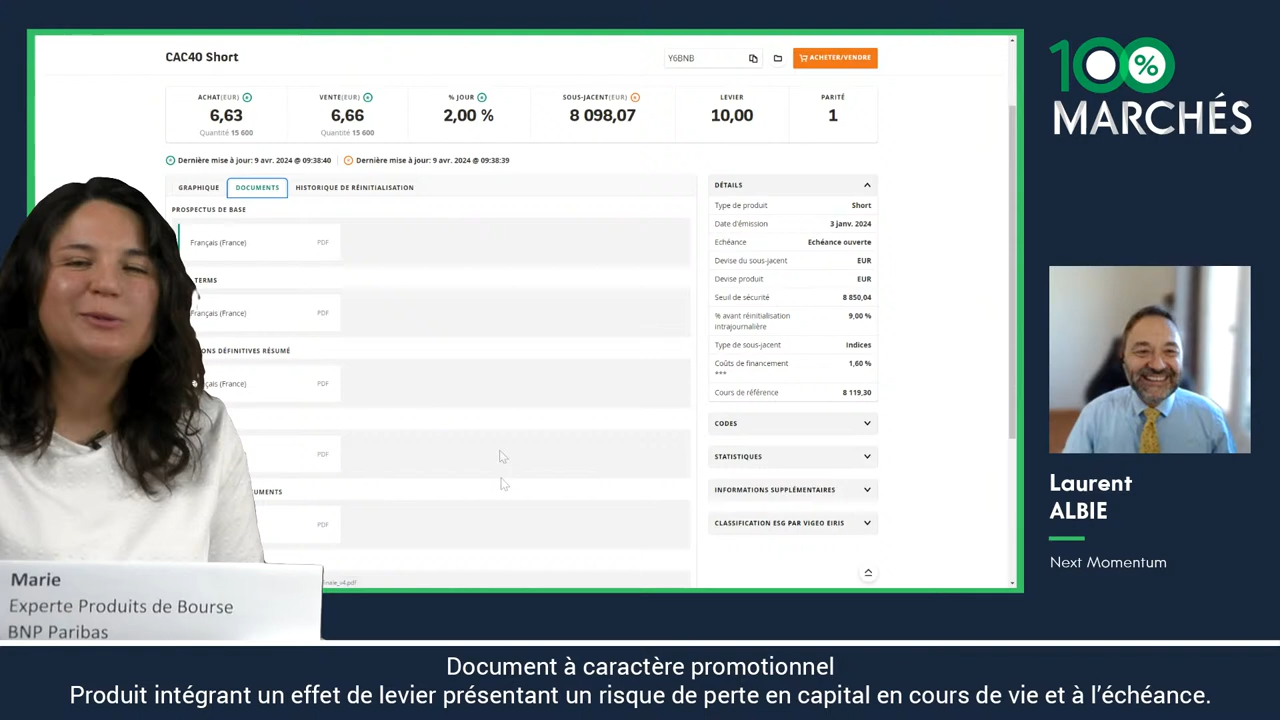 CAC40 Short
Y6BNB
ACHETER/VENDRE
ACHAT(EUR)
6,63
Quantité 15 600
VENTE(EUR)
6,66
Quantité 15 600
% JOUR
2,00 %
SOUS-JACENT(EUR)
8 098,07
LEVIER
10,00
PARITÉ
1
Dernière mise à jour: 9 avr. 2024 @ 09:38:40
Dernière mise à jour: 9 avr. 2024 @ 09:38:39
GRAPHIQUE
DOCUMENTS
HISTORIQUE DE RÉINITIALISATION
PROSPECTUS DE BASE
Français (France) PDF
TERMS
Français (France) PDF
ONS DÉFINITIVES RÉSUMÉ
çais (France) PDF
PDF
UMENTS
PDF
inale_v4.pdf
DÉTAILS
Type de produit Short
Date d'émission 3 janv. 2024
Echéance Echéance ouverte
Devise du sous-jacent EUR
Devise produit EUR
Seuil de sécurité 8 850,04
% avant réinitialisation 9,00 %
intrajournalière
Type de sous-jacent Indices
Coûts de financement 1,60 %
***
Cours de référence 8 119,30
CODES
STATISTIQUES
INFORMATIONS SUPPLÉMENTAIRES
CLASSIFICATION ESG PAR VIGEO EIRIS
100%
MARCHÉS
Laurent
ALBIE
Next Momentum
Marie
Experte Produits de Bourse
BNP Paribas
Document à caractère promotionnel
Produit intégrant un effet de levier présentant un risque de perte en capital en cours de vie et à l'échéance.